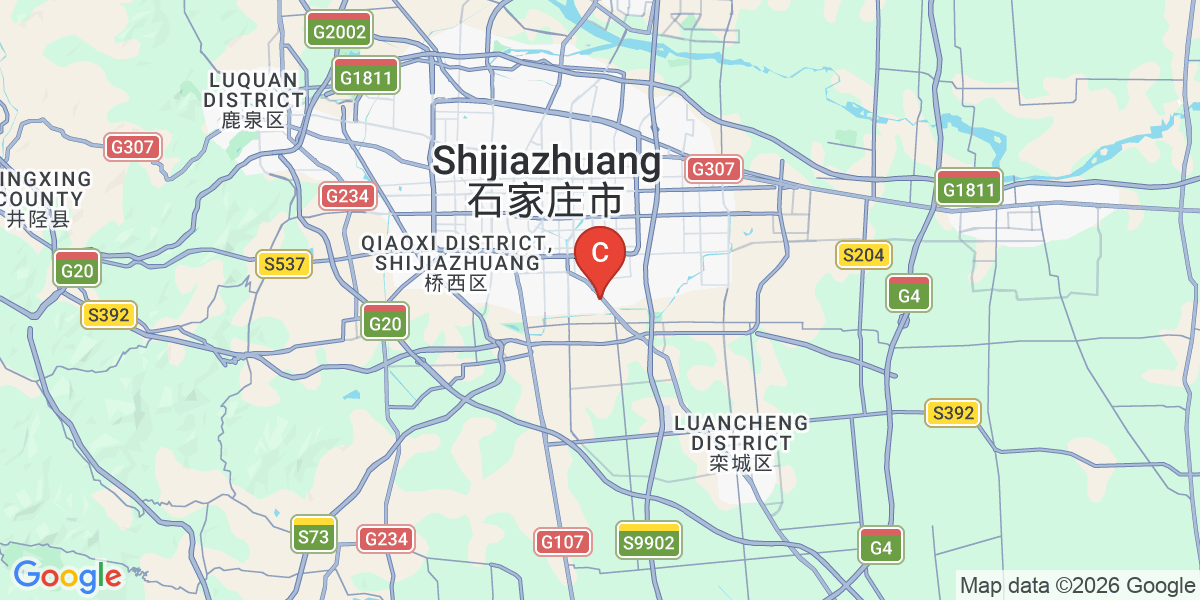 G2002
G1811
LUQUAN
DISTRICT
鹿泉区
G307
Shijiazhuang
石家庄市
G307
INGXING
COUNTY
井陉县
G234
G1811
QIAOXI DISTRICT,
SHIJIAZHUANG
桥西区
C
S204
S537
G20
G4
S392
G20
S392
LUANCHENG
DISTRICT
栾城区
S73
G234
G107
S9902
G4
Google
Map data ©2026 Google